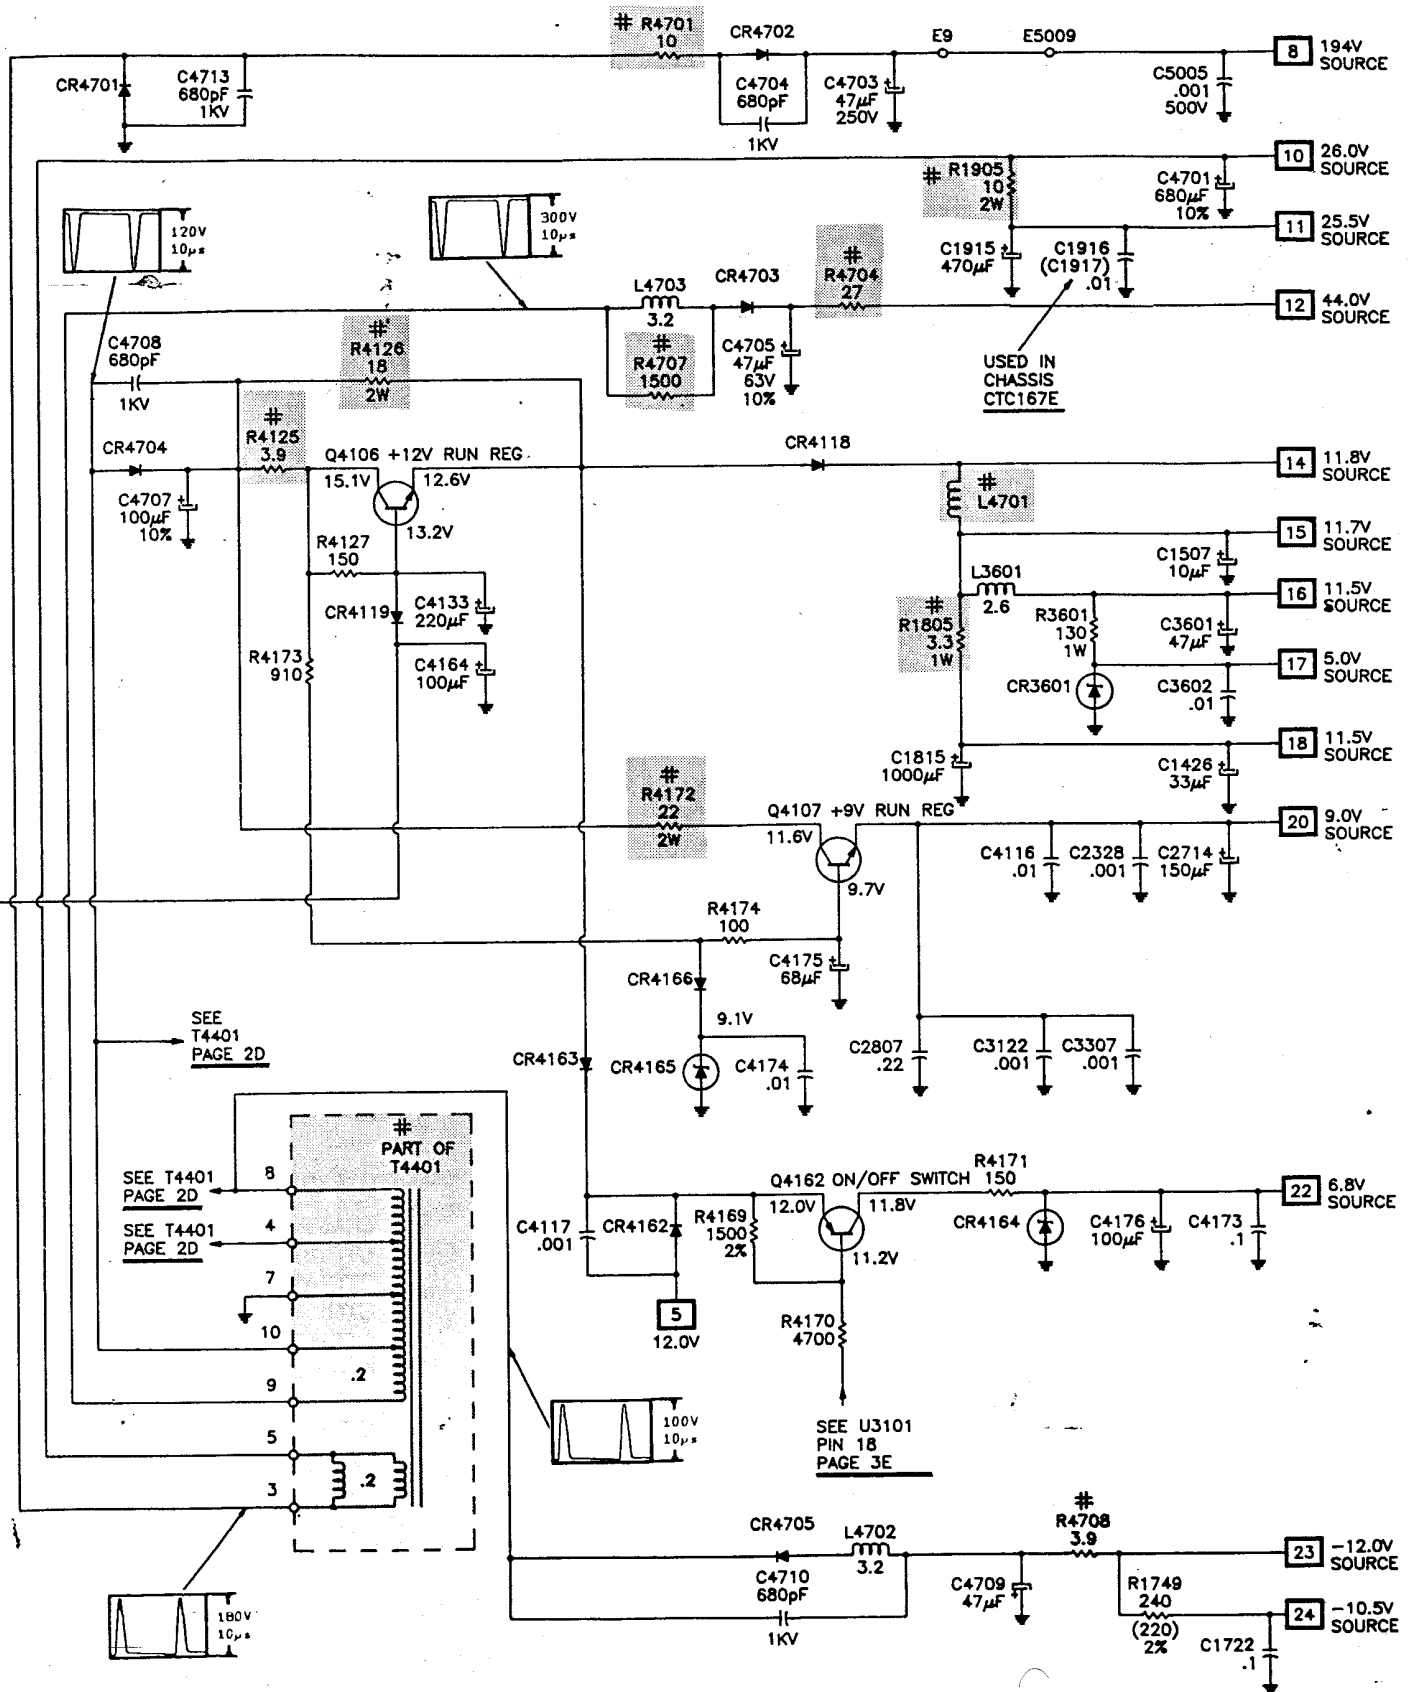 # R4701
10
CR4702
E9
E5009
8
194V
SOURCE
CR4701
C4713
680pF
1KV
C4704
680pF
1KV
C4703
47µF
250V
C5005
.001
500V
10
26.0V
SOURCE
# R1905
10
2W
C4701
680µF
10%
11
25.5V
SOURCE
120V
10µs
300V
10µs
C1915
470µF
C1916
(C1917)
.01
#
R4704
27
CR4703
L4703
3.2
12
44.0V
SOURCE
C4708
680pF
1KV
#
R4126
18
2W
#
R4707
1500
C4705
47µF
63V
10%
USED IN
CHASSIS
CTC167E
#
R4125
3.9
CR4704
Q4106 +12V RUN REG
15.1V
12.6V
13.2V
CR4118
14
11.8V
SOURCE
#
L4701
C4707
100µF
10%
R4127
150
15
11.7V
SOURCE
C1507
10µF
L3601
2.6
16
11.5V
SOURCE
CR4119
C4133
220µF
#
R1805
3.3
1W
R3601
130
1W
C3601
47µF
R4173
910
C4164
100µF
17
5.0V
SOURCE
CR3601
C3602
.01
18
11.5V
SOURCE
C1815
1000µF
C1426
33µF
#
R4172
22
2W
Q4107 +9V RUN REG
11.6V
9.7V
20
9.0V
SOURCE
C4116
.01
C2328
.001
C2714
150µF
R4174
100
C4175
68µF
CR4166
9.1V
SEE
T4401
PAGE 2D
CR4163
CR4165
C4174
.01
C2807
.22
C3122
.001
C3307
.001
#
PART OF
T4401
SEE T4401
PAGE 2D
8
SEE T4401
PAGE 2D
4
7
10
.2
9
5
.2
3
Q4162 ON/OFF SWITCH
12.0V
11.8V
11.2V
R4171
150
22
6.8V
SOURCE
C4117
.001
CR4162
R4169
1500
2%
CR4164
C4176
100µF
C4173
.1
5
12.0V
R4170
4700
100V
10µs
SEE U3101
PIN 18
PAGE 3E
CR4705
L4702
3.2
#
R4708
3.9
23
-12.0V
SOURCE
C4710
680pF
1KV
C4709
47µF
R1749
240
(220)
2%
24
-10.5V
SOURCE
C1722
.1
180V
10µs